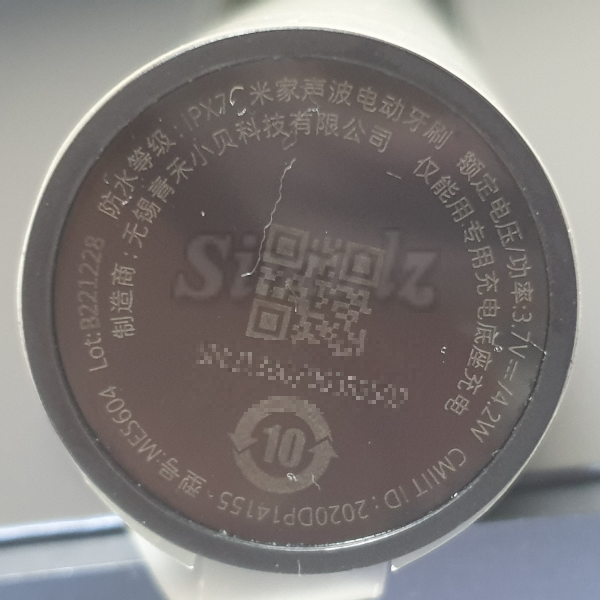 米家声波电动牙刷 额定电压/功率:3.7V⎓/4.2W CMIIT ID:2020DP14155 型号:MES604 Lot:B221228 防水等级:IPX7
制造商:无锡青禾小贝科技有限公司 仅能用专用充电底座充电
10